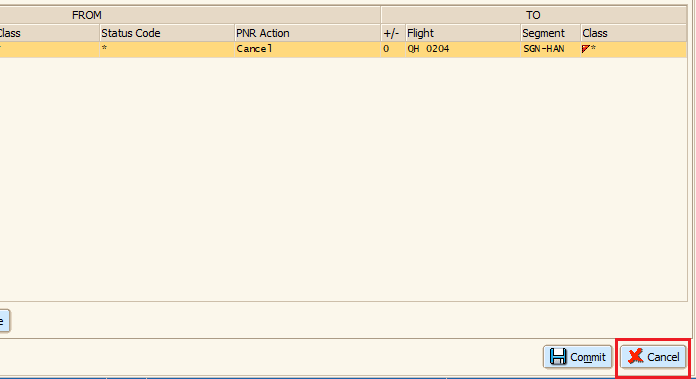 FROM TO
Class Status Code PNR Action +/- Flight Segment Class
* Cancel 0 QH 0204 SGN-HAN *
Commit Cancel